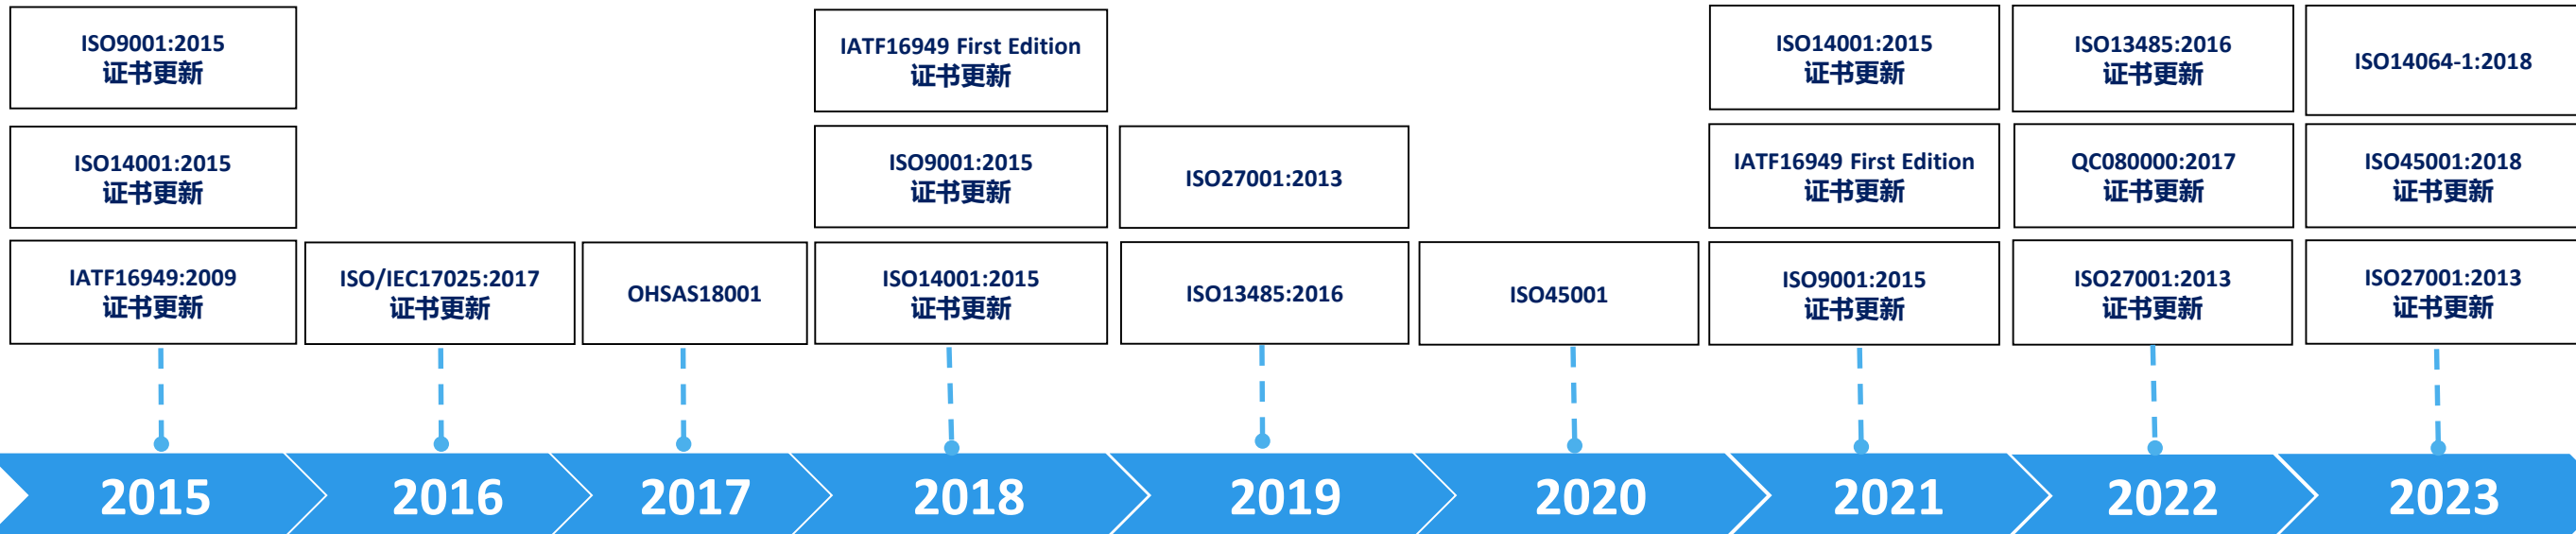 ISO9001:2015
证书更新
ISO14001:2015
证书更新
IATF16949:2009
证书更新
ISO/IEC17025:2017
证书更新
OHSAS18001
IATF16949 First Edition
证书更新
ISO9001:2015
证书更新
ISO14001:2015
证书更新
ISO27001:2013
ISO13485:2016
ISO45001
ISO14001:2015
证书更新
IATF16949 First Edition
证书更新
ISO9001:2015
证书更新
ISO13485:2016
证书更新
QC080000:2017
证书更新
ISO27001:2013
证书更新
ISO14064-1:2018
ISO45001:2018
证书更新
ISO27001:2013
证书更新
2015
2016
2017
2018
2019
2020
2021
2022
2023